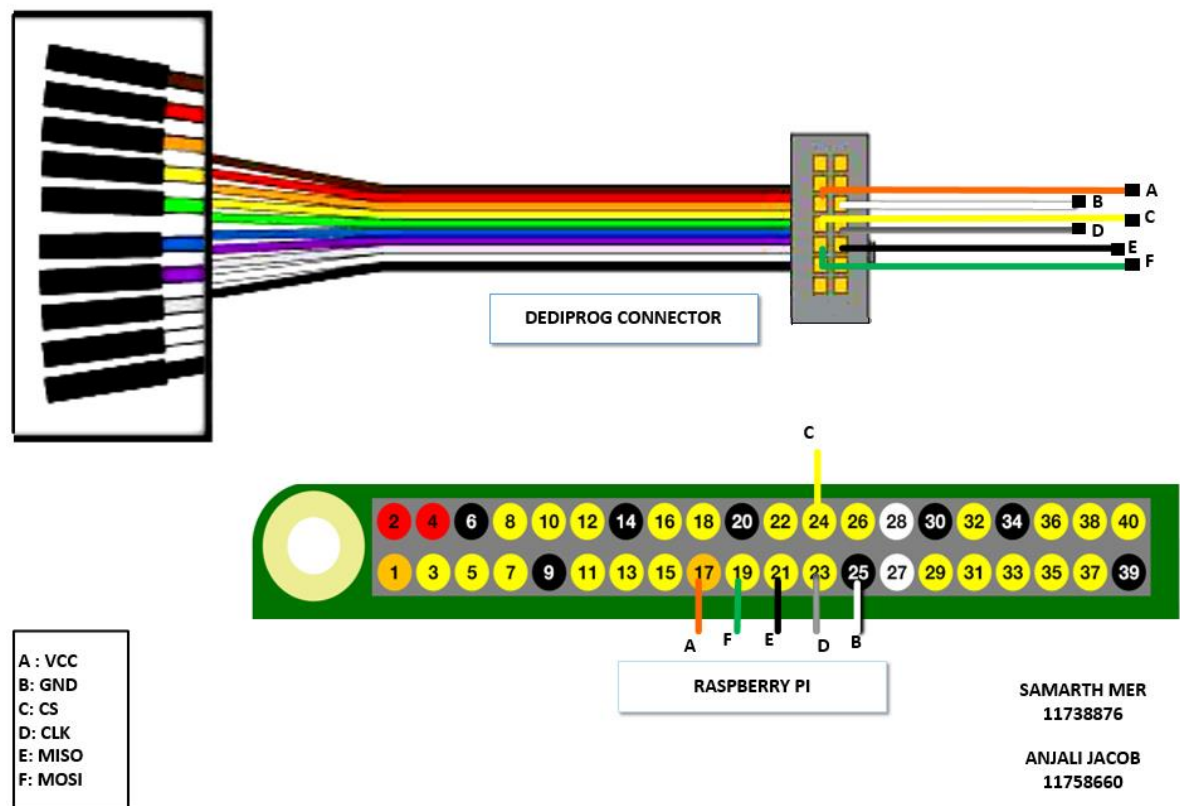 A
B
C
D
E
F
DEDIPROG CONNECTOR
C
2 4 6 8 10 12 14 16 18 20 22 24 26 28 30 32 34 36 38 40
1 3 5 7 9 11 13 15 17 19 21 23 25 27 29 31 33 35 37 39
A F E D B
RASPBERRY PI
A : VCC
B: GND
C: CS
D: CLK
E: MISO
F: MOSI
SAMARTH MER
11738876
ANJALI JACOB
11758660